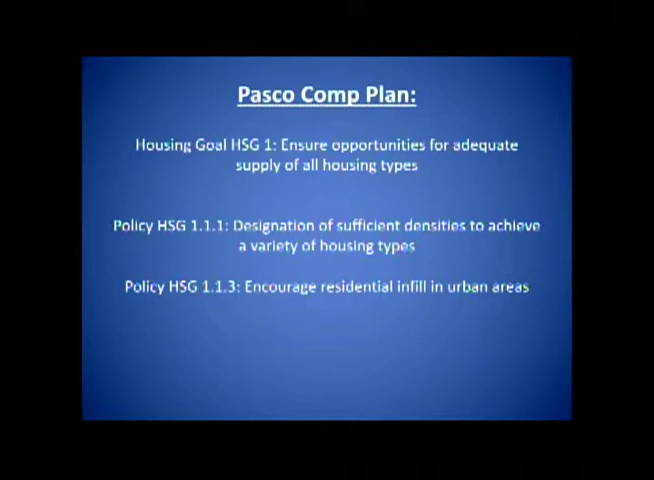 Pasco Comp Plan:
Housing Goal HSG 1: Ensure opportunities for adequate
supply of all housing types
Policy HSG 1.1.1: Designation of sufficient densities to achieve
a variety of housing types
Policy HSG 1.1.3: Encourage residential infill in urban areas